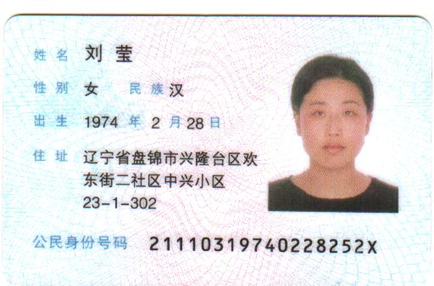 姓名 刘莹
性别 女 民族 汉
出生 1974 年 2 月 28 日
住址 辽宁省盘锦市兴隆台区欢
东街二社区中兴小区
23-1-302
公民身份号码 21110319740228252X